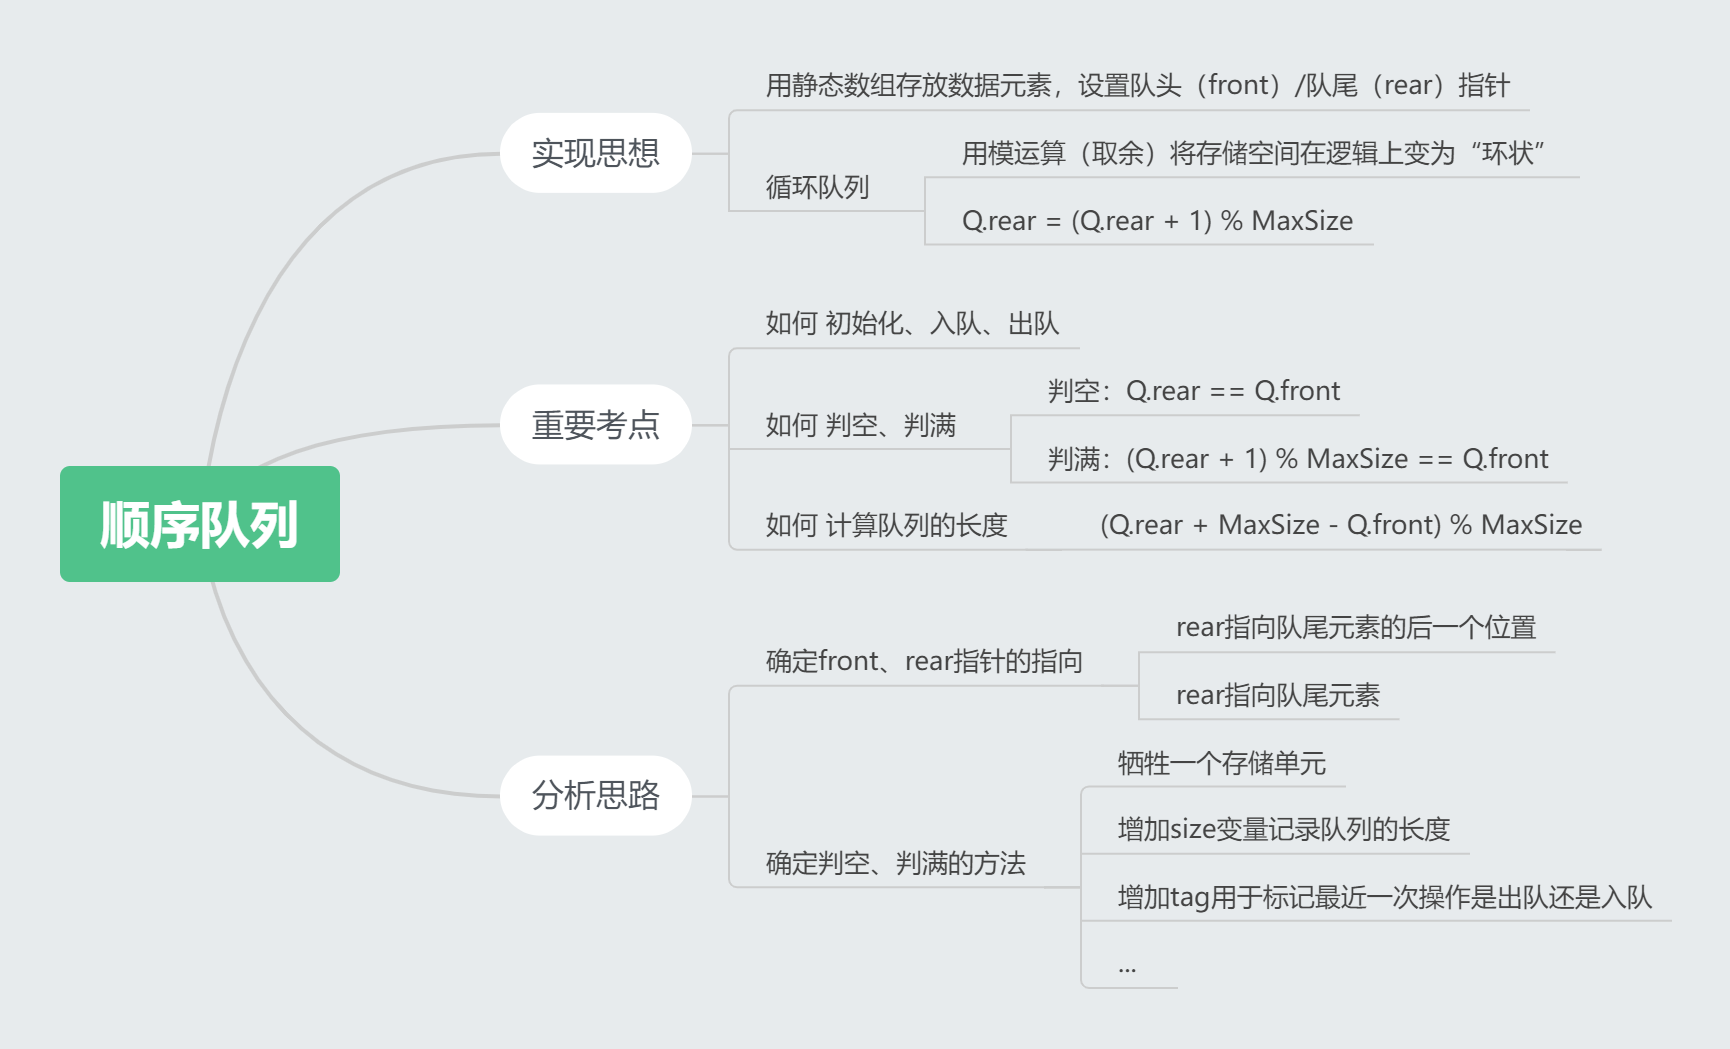 顺序队列
实现思想
用静态数组存放数据元素，设置队头（front）/队尾（rear）指针
循环队列
用模运算（取余）将存储空间在逻辑上变为“环状”
Q.rear = (Q.rear + 1) % MaxSize
重要考点
如何 初始化、入队、出队
如何 判空、判满
判空：Q.rear == Q.front
判满：(Q.rear + 1) % MaxSize == Q.front
如何 计算队列的长度
(Q.rear + MaxSize - Q.front) % MaxSize
分析思路
确定front、rear指针的指向
rear指向队尾元素的后一个位置
rear指向队尾元素
确定判空、判满的方法
牺牲一个存储单元
增加size变量记录队列的长度
增加tag用于标记最近一次操作是出队还是入队
...